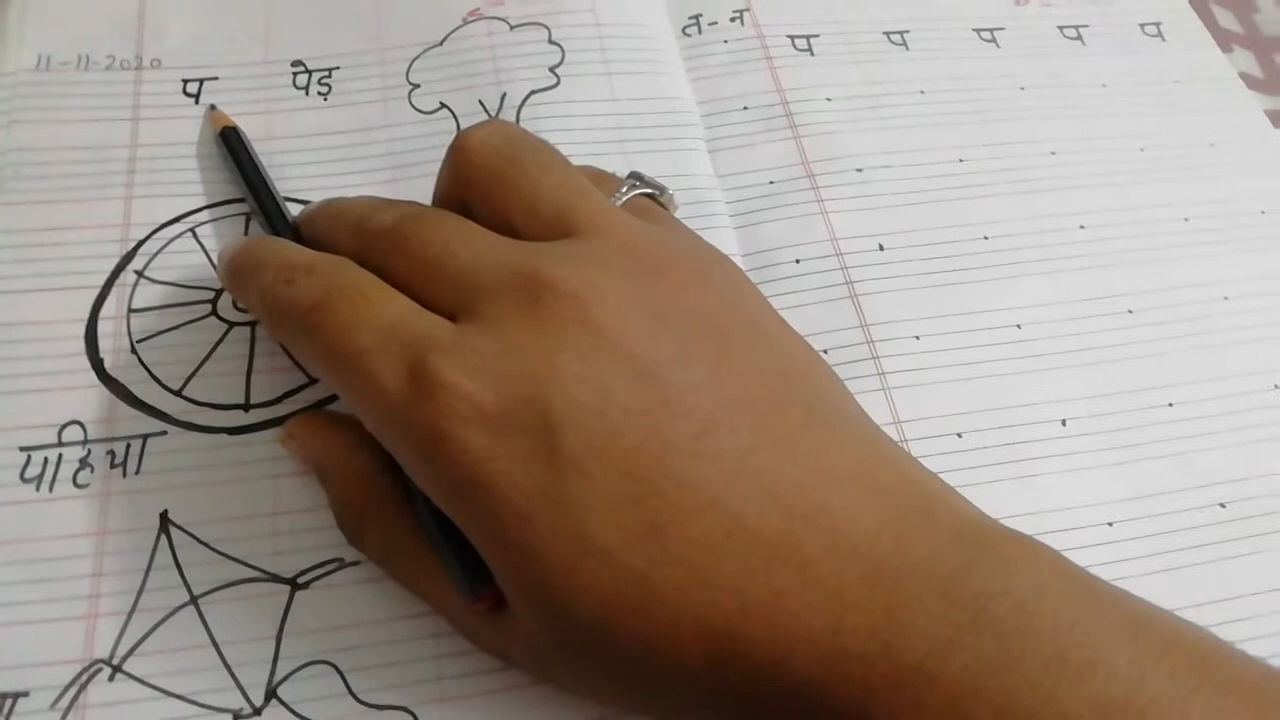 11-11-2020
प पेड़
पहिया
त-न
प प प प प